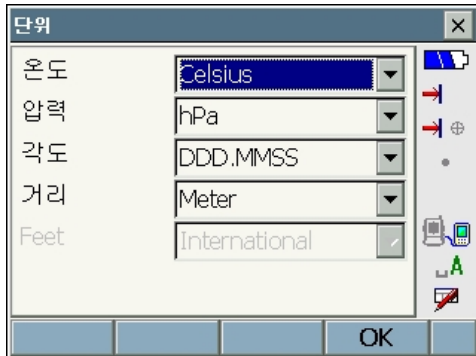 단위
온도 Celsius
압력 hPa
각도 DDD.MMSS
거리 Meter
Feet International
A
OK